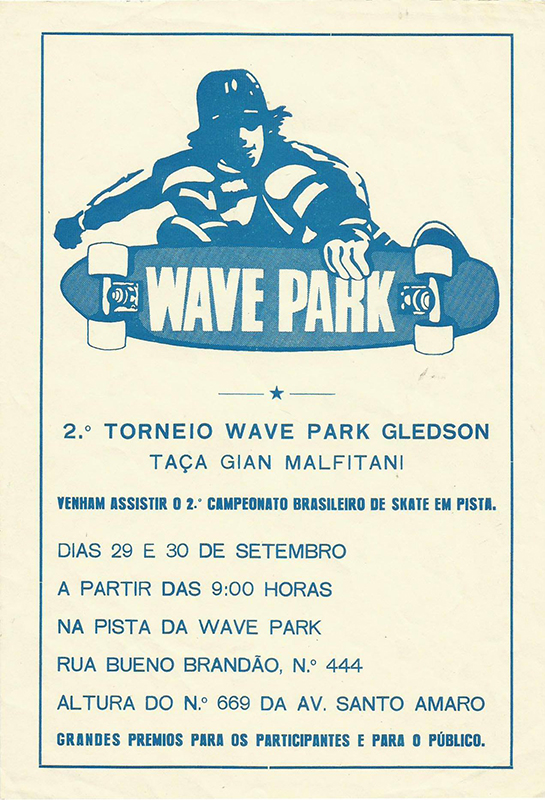 WAVE PARK
2.º TORNEIO WAVE PARK GLEDSON
TAÇA GIAN MALFITANI
VENHAM ASSISTIR O 2.º CAMPEONATO BRASILEIRO DE SKATE EM PISTA.
DIAS 29 E 30 DE SETEMBRO
A PARTIR DAS 9:00 HORAS
NA PISTA DA WAVE PARK
RUA BUENO BRANDÃO, N.º 444
ALTURA DO N.º 669 DA AV. SANTO AMARO
GRANDES PREMIOS PARA OS PARTICIPANTES E PARA O PÚBLICO.